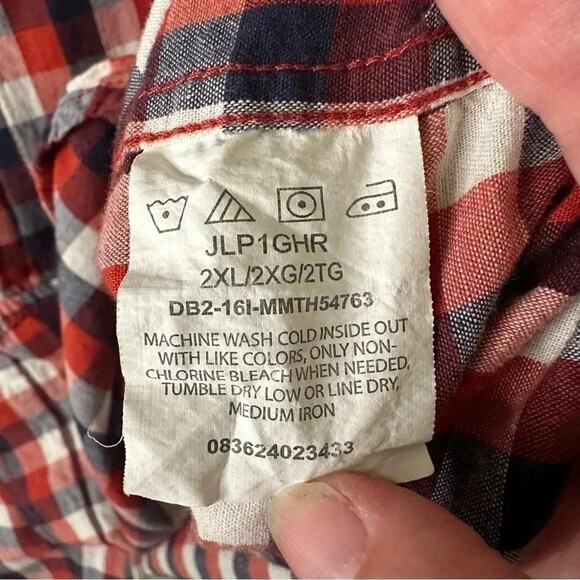 JLP1GHR
2XL/2XG/2TG
DB2-16I-MMTH54763
MACHINE WASH COLD INSIDE OUT
WITH LIKE COLORS, ONLY NON-
CHLORINE BLEACH WHEN NEEDED,
TUMBLE DRY LOW OR LINE DRY,
MEDIUM IRON
083624023433